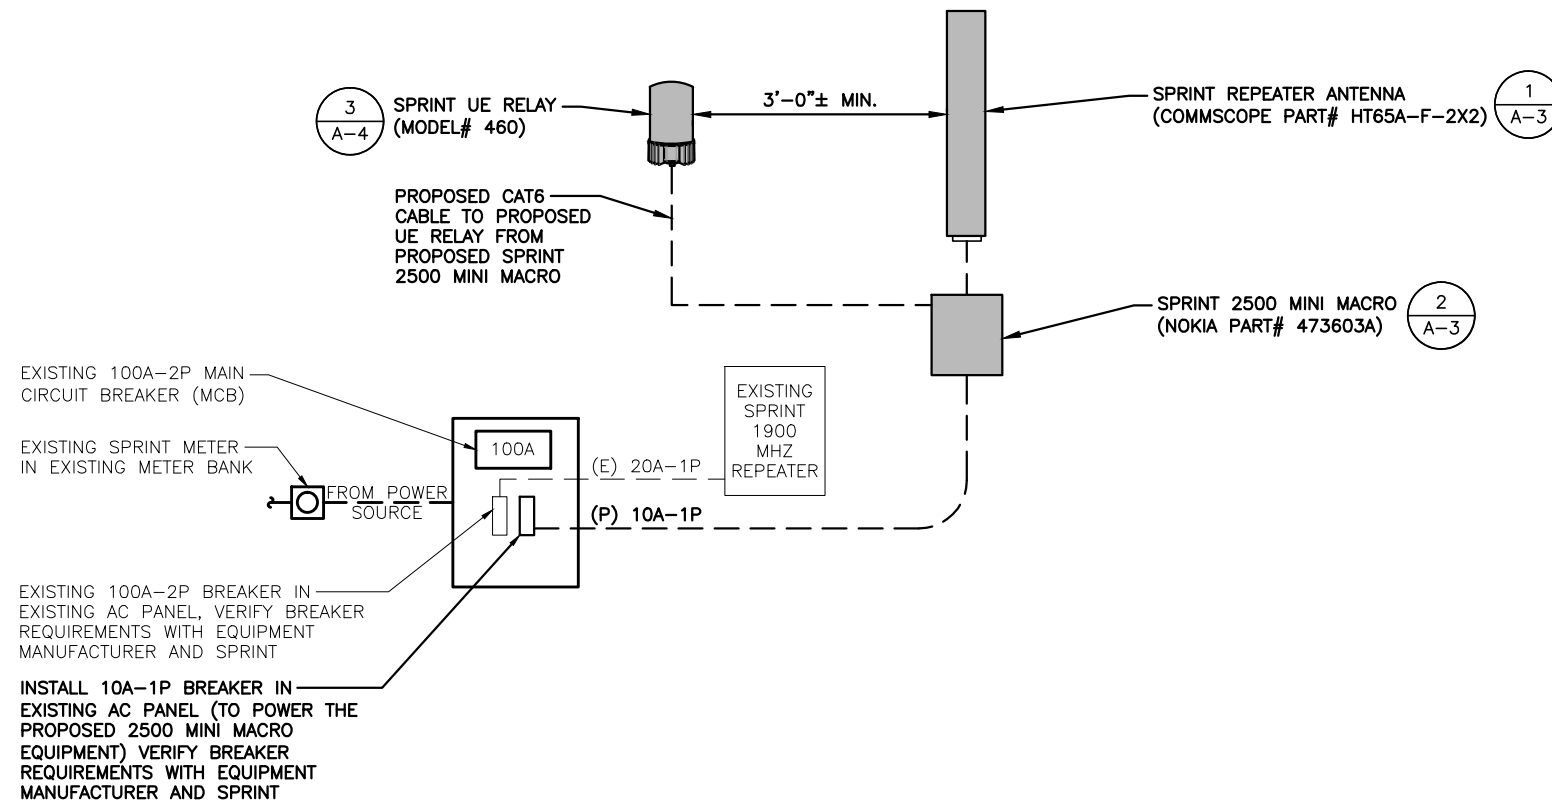 3
A-4
SPRINT UE RELAY
(MODEL# 460)
3'-0"± MIN.
SPRINT REPEATER ANTENNA
(COMMSCOPE PART# HT65A-F-2X2)
1
A-3
PROPOSED CAT6
CABLE TO PROPOSED
UE RELAY FROM
PROPOSED SPRINT
2500 MINI MACRO
SPRINT 2500 MINI MACRO
(NOKIA PART# 473603A)
2
A-3
EXISTING 100A-2P MAIN
CIRCUIT BREAKER (MCB)
EXISTING SPRINT METER
IN EXISTING METER BANK
100A
EXISTING
SPRINT
1900
MHZ
REPEATER
(E) 20A-1P
FROM POWER
SOURCE
(P) 10A-1P
EXISTING 100A-2P BREAKER IN
EXISTING AC PANEL, VERIFY BREAKER
REQUIREMENTS WITH EQUIPMENT
MANUFACTURER AND SPRINT
INSTALL 10A-1P BREAKER IN
EXISTING AC PANEL (TO POWER THE
PROPOSED 2500 MINI MACRO
EQUIPMENT) VERIFY BREAKER
REQUIREMENTS WITH EQUIPMENT
MANUFACTURER AND SPRINT